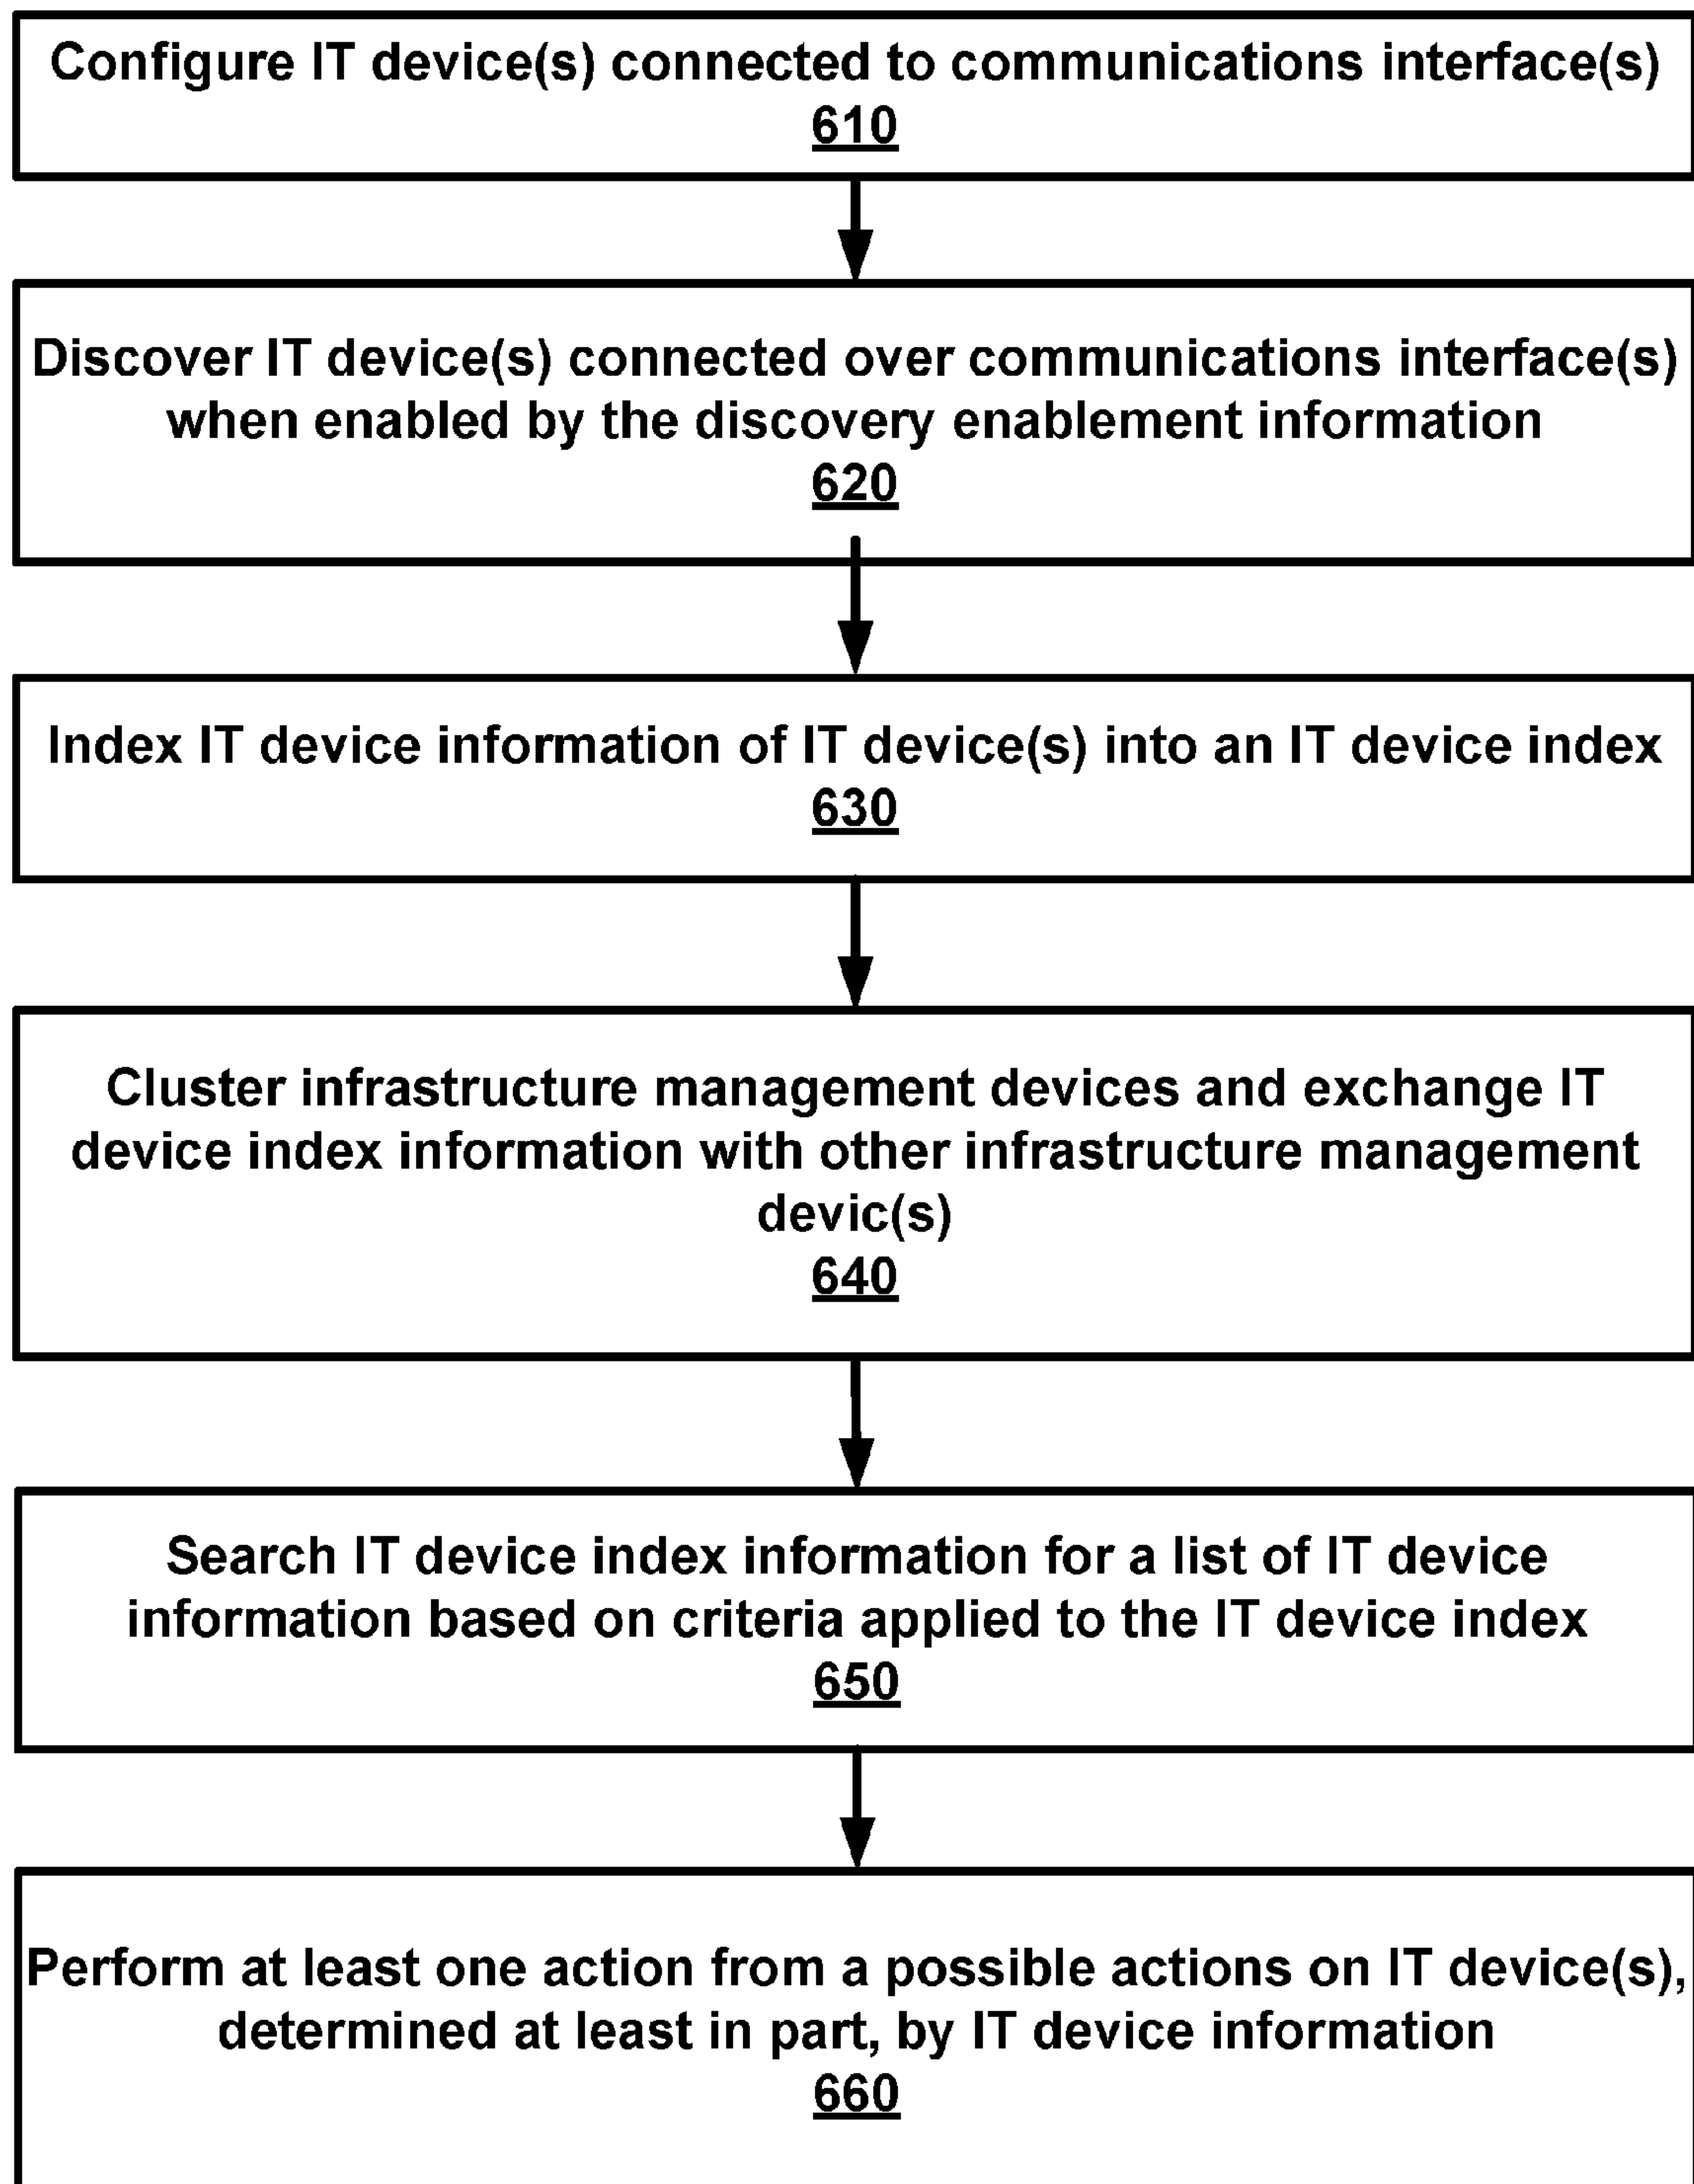 Configure IT device(s) connected to communications interface(s)
610
Discover IT device(s) connected over communications interface(s)
when enabled by the discovery enablement information
620
Index IT device information of IT device(s) into an IT device index
630
Cluster infrastructure management devices and exchange IT
device index information with other infrastructure management
devic(s)
640
Search IT device index information for a list of IT device
information based on criteria applied to the IT device index
650
Perform at least one action from a possible actions on IT device(s),
determined at least in part, by IT device information
660